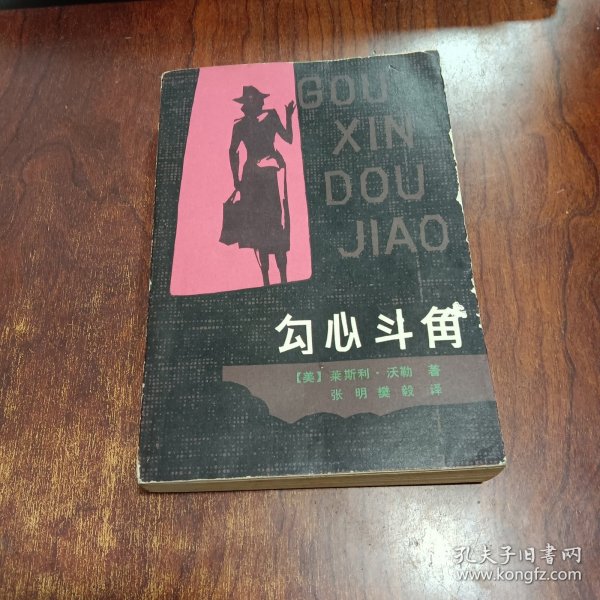 GOU
XIN
DOU
JIAO
勾心斗角
【美】莱斯利·沃勒 著
张 明 樊 毅 译
孔夫子旧书网
www.kongfz.com